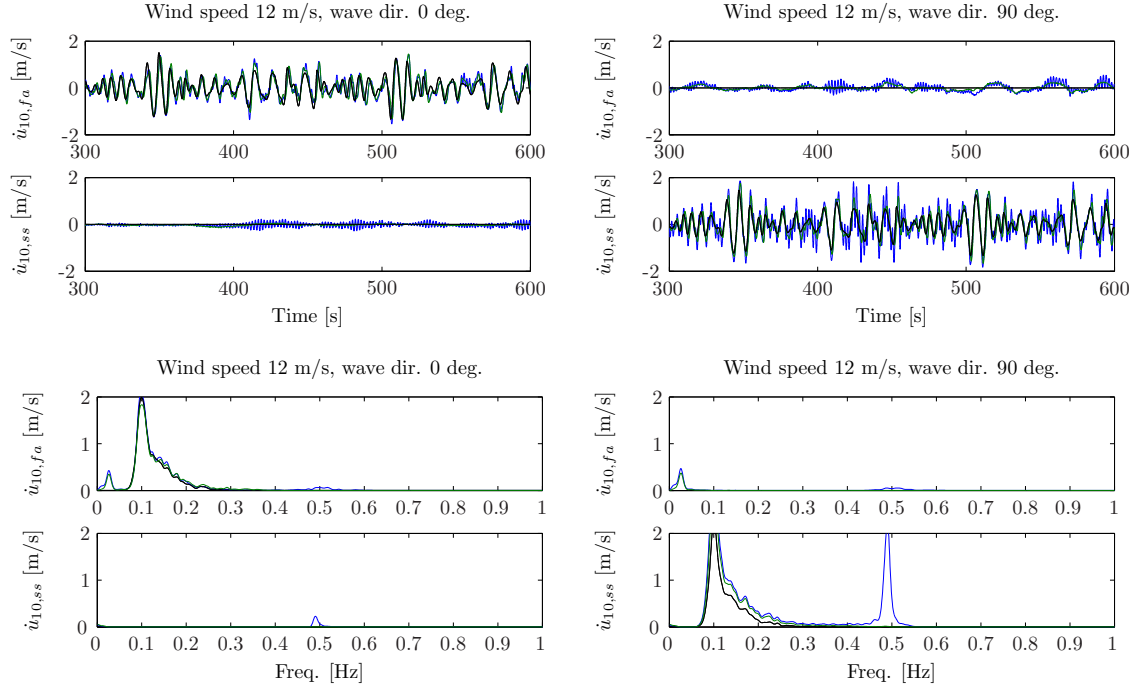 Wind speed 12 m/s, wave dir. 0 deg.
u̇10,fa [m/s]
2
0
-2
300 400 500 600
u̇10,ss [m/s]
2
0
-2
300 400 500 600
Time [s]
Wind speed 12 m/s, wave dir. 90 deg.
u̇10,fa [m/s]
2
0
-2
300 400 500 600
u̇10,ss [m/s]
2
0
-2
300 400 500 600
Time [s]
Wind speed 12 m/s, wave dir. 0 deg.
u̇10,fa [m/s]
2
1
0
0 0.1 0.2 0.3 0.4 0.5 0.6 0.7 0.8 0.9 1
u̇10,ss [m/s]
2
1
0
0 0.1 0.2 0.3 0.4 0.5 0.6 0.7 0.8 0.9 1
Freq. [Hz]
Wind speed 12 m/s, wave dir. 90 deg.
u̇10,fa [m/s]
2
1
0
0 0.1 0.2 0.3 0.4 0.5 0.6 0.7 0.8 0.9 1
u̇10,ss [m/s]
2
1
0
0 0.1 0.2 0.3 0.4 0.5 0.6 0.7 0.8 0.9 1
Freq. [Hz]